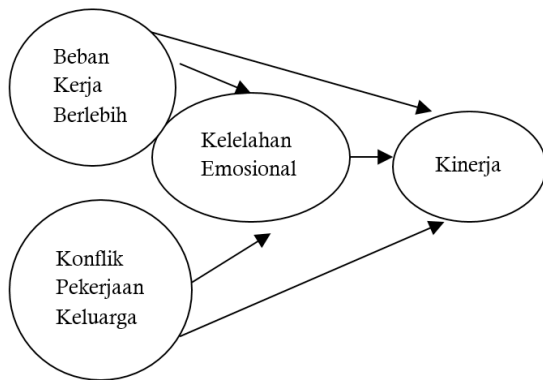 Beban
Kerja
Berlebih
Kelelahan
Emosional
Kinerja
Konflik
Pekerjaan
Keluarga